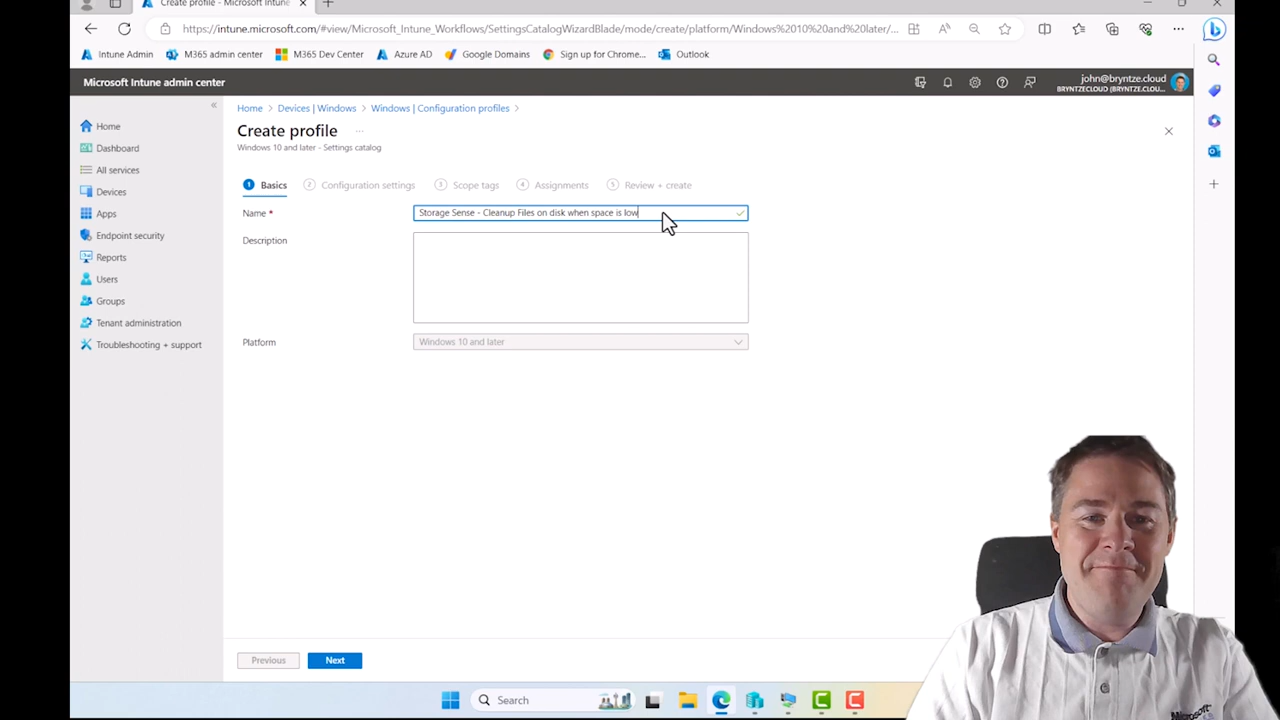 Create profile - Microsoft Intune
https://intune.microsoft.com/#view/Microsoft_Intune_Workflows/SettingsCatalogWizardBlade/mode/create/platform/Windows%2010%20and%20later/...
Intune Admin M365 admin center M365 Dev Center Azure AD Google Domains Sign up for Chrome... Outlook
Microsoft Intune admin center
john@bryntze.cloud
BRYNTZECLOUD (BRYNTZE.CLOU...
Home > Devices | Windows > Windows | Configuration profiles >
Create profile ...
Windows 10 and later - Settings catalog
Home
Dashboard
All services
Devices
Apps
Endpoint security
Reports
Users
Groups
Tenant administration
Troubleshooting + support
1 Basics 2 Configuration settings 3 Scope tags 4 Assignments 5 Review + create
Name * Storage Sense - Cleanup Files on disk when space is low
Description
Platform Windows 10 and later
Previous Next
Search
Microsoft